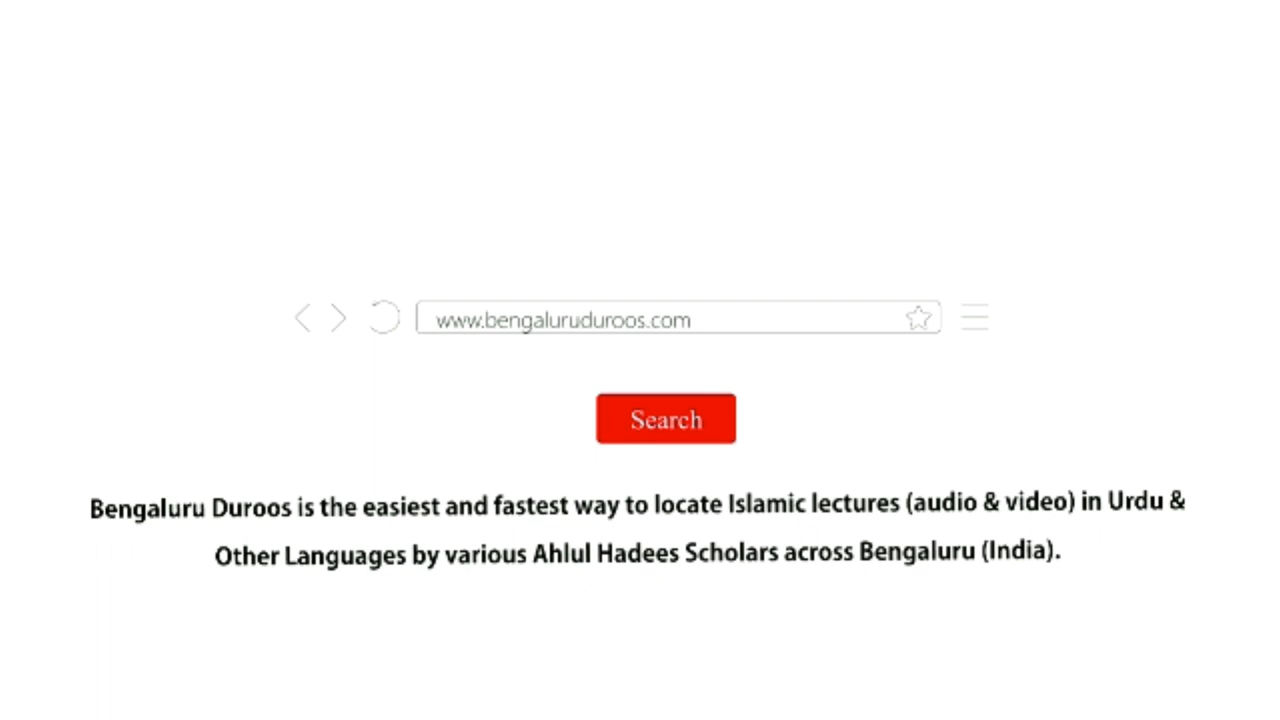 www.bengaluruduroos.com
Search
Bengaluru Duroos is the easiest and fastest way to locate Islamic lectures (audio & video) in Urdu &
Other Languages by various Ahlul Hadees Scholars across Bengaluru (India).